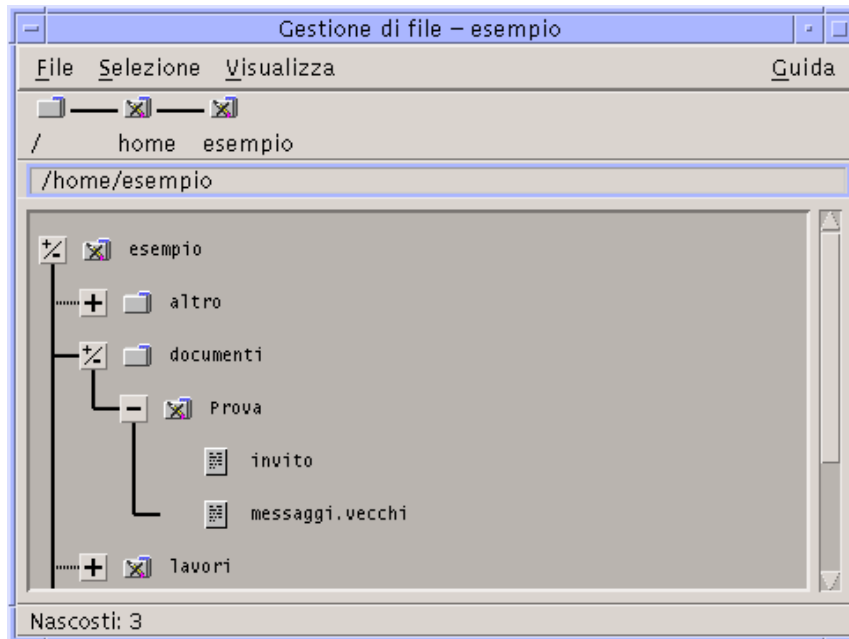 Gestione di file – esempio
File Selezione Visualizza Guida
/ home esempio
/home/esempio
esempio
altro
documenti
Prova
invito
messaggi.vecchi
lavori
Nascosti: 3